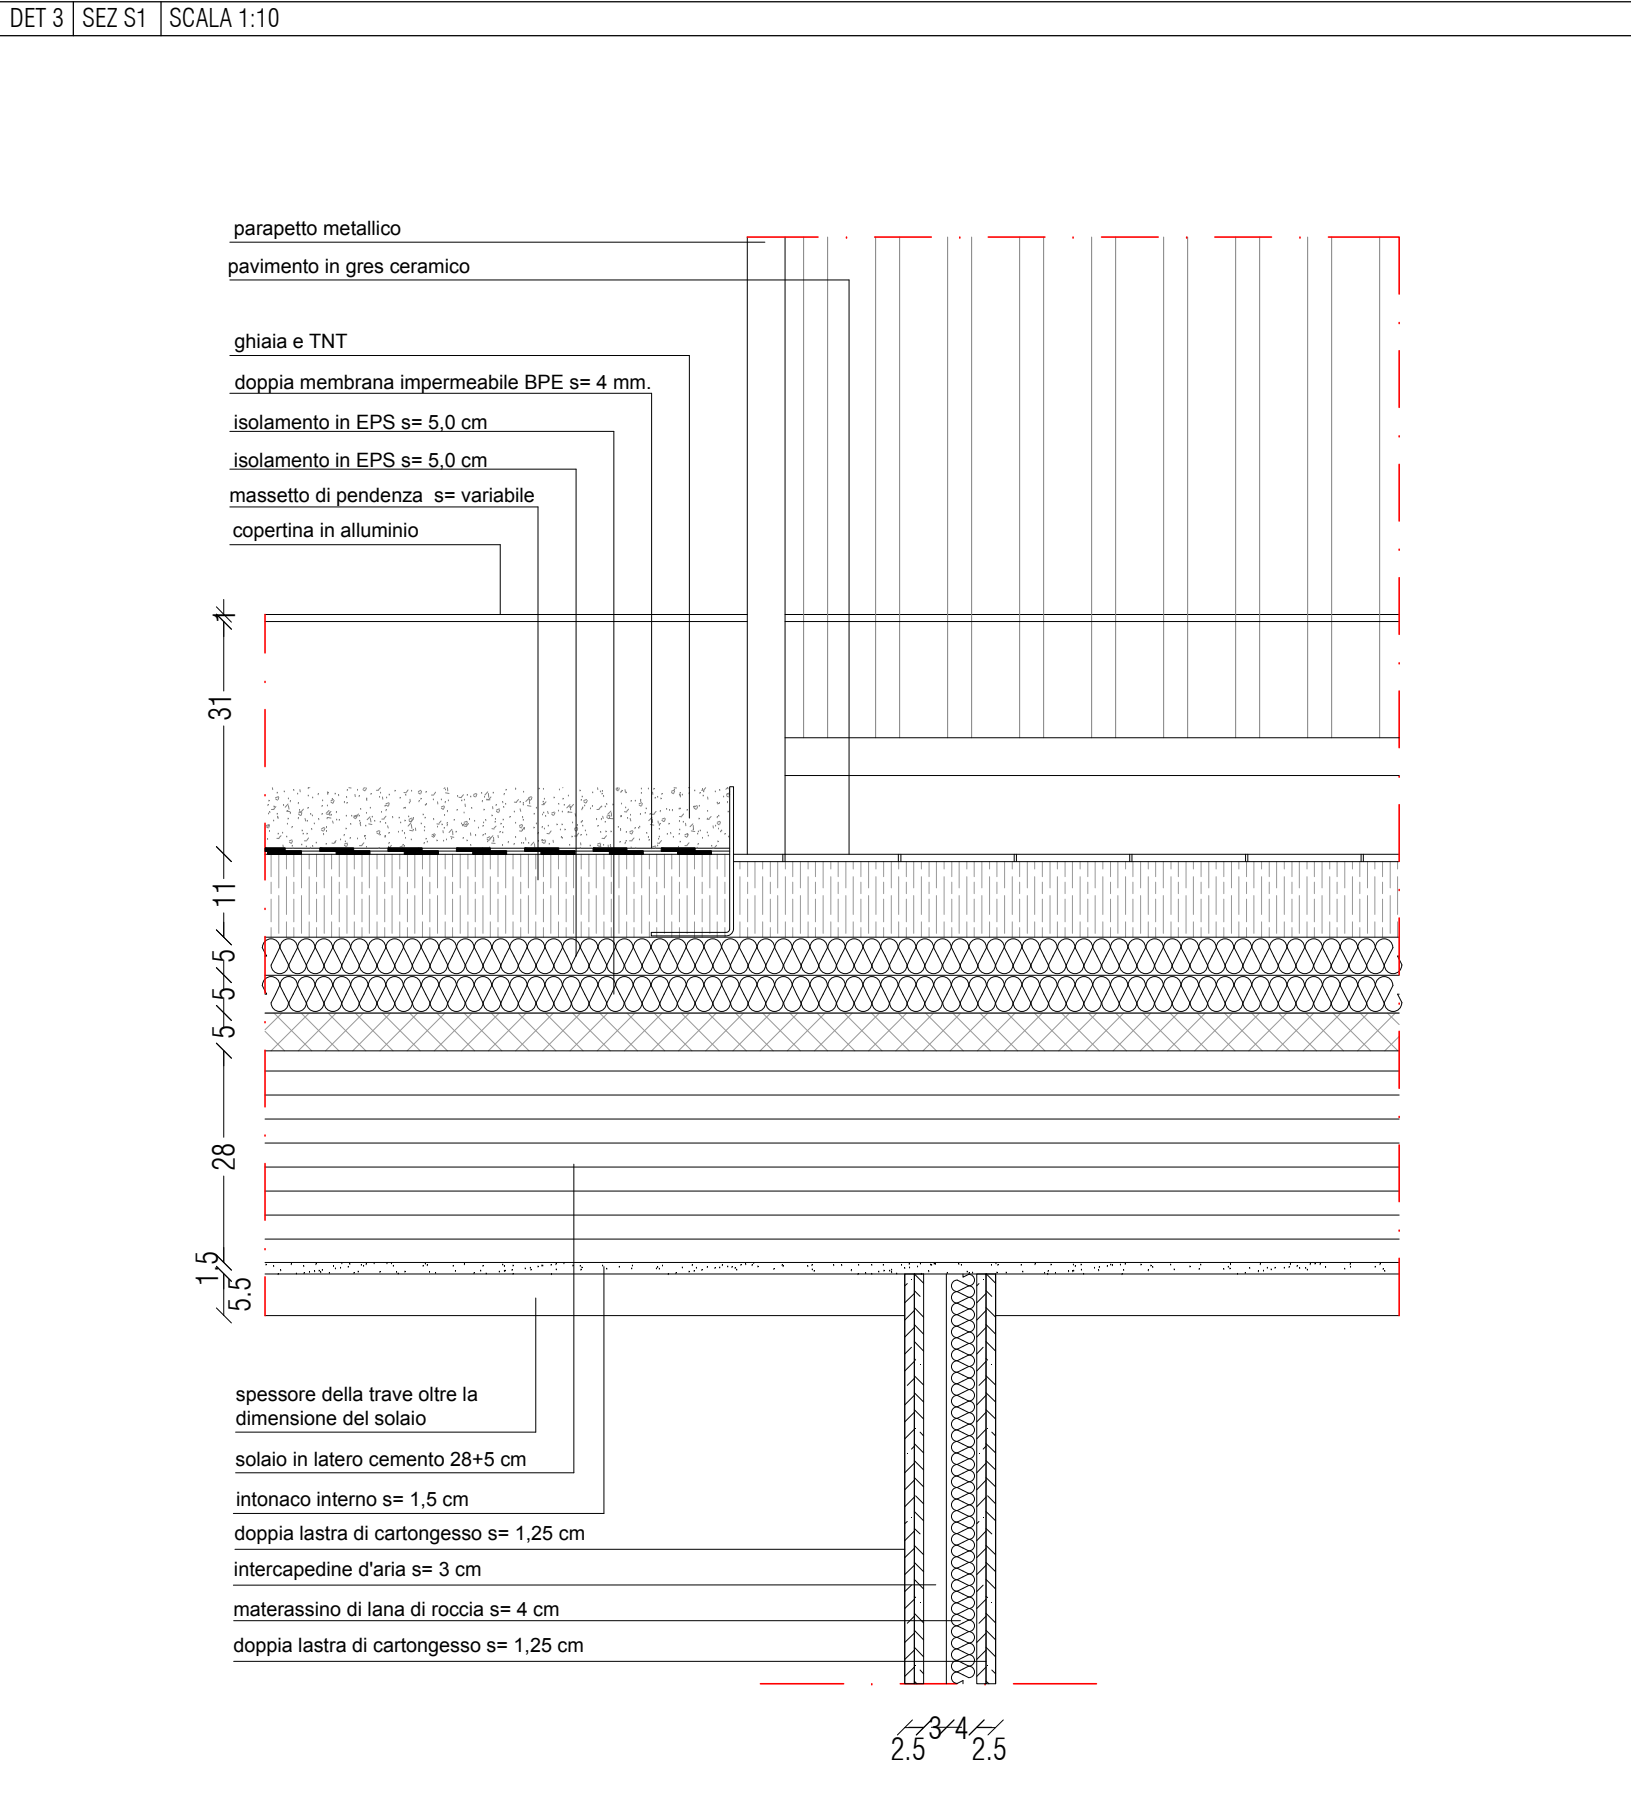 DET 3 SEZ S1 SCALA 1:10
parapetto metallico
pavimento in gres ceramico
ghiaia e TNT
doppia membrana impermeabile BPE s= 4 mm.
isolamento in EPS s= 5,0 cm
isolamento in EPS s= 5,0 cm
massetto di pendenza s= variabile
copertina in alluminio
1
31
11
5
5
5
28
1.5
5.5
spessore della trave oltre la
dimensione del solaio
solaio in latero cemento 28+5 cm
intonaco interno s= 1,5 cm
doppia lastra di cartongesso s= 1,25 cm
intercapedine d'aria s= 3 cm
materassino di lana di roccia s= 4 cm
doppia lastra di cartongesso s= 1,25 cm
3 4
2.5 2.5